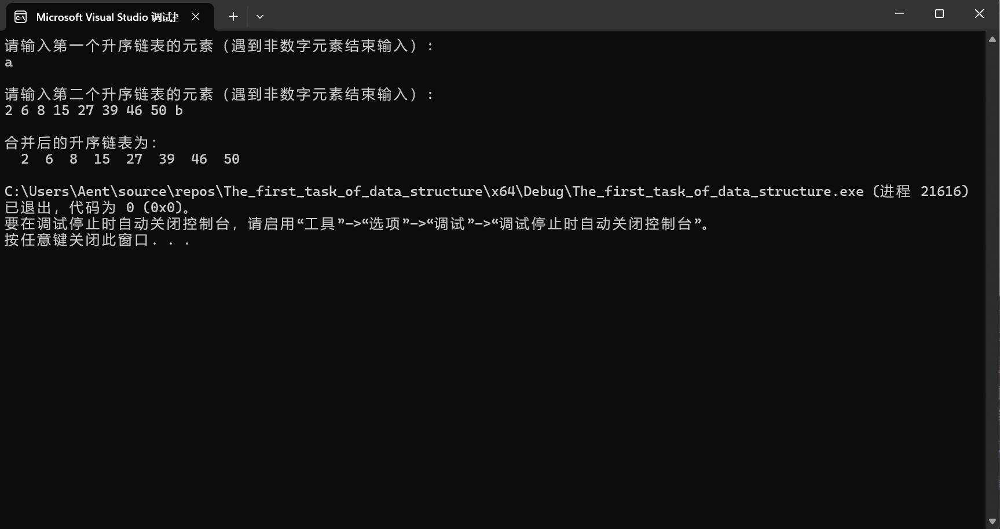 Microsoft Visual Studio 调试
请输入第一个升序链表的元素（遇到非数字元素结束输入）:
a
请输入第二个升序链表的元素（遇到非数字元素结束输入）:
2 6 8 15 27 39 46 50 b
合并后的升序链表为:
2 6 8 15 27 39 46 50
C:\Users\Aent\source\repos\The_first_task_of_data_structure\x64\Debug\The_first_task_of_data_structure.exe (进程 21616)
已退出，代码为 0 (0x0)。
要在调试停止时自动关闭控制台，请启用“工具”->“选项”->“调试”->“调试停止时自动关闭控制台”。
按任意键关闭此窗口. . .